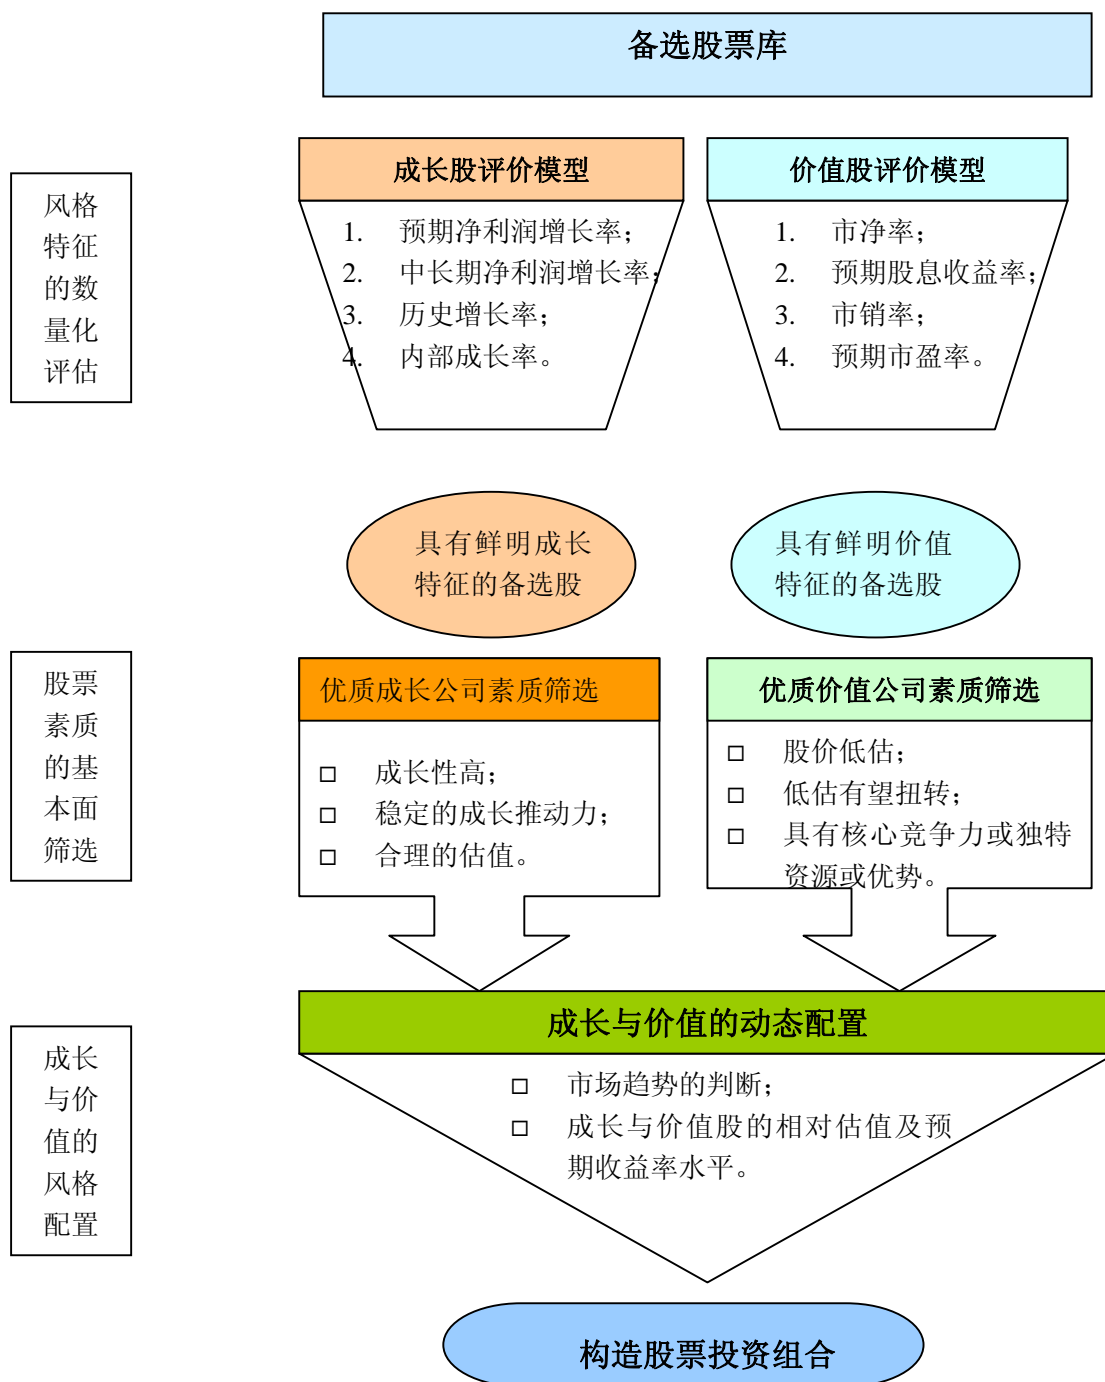 备选股票库
风格
特征
的数
量化
评估
成长股评价模型
1. 预期净利润增长率；
2. 中长期净利润增长率；
3. 历史增长率；
4. 内部成长率。
价值股评价模型
1. 市净率；
2. 预期股息收益率；
3. 市销率；
4. 预期市盈率。
具有鲜明成长
特征的备选股
具有鲜明价值
特征的备选股
股票
素质
的基
本面
筛选
优质成长公司素质筛选
□ 成长性高；
□ 稳定的成长推动力；
□ 合理的估值。
优质价值公司素质筛选
□ 股价低估；
□ 低估有望扭转；
□ 具有核心竞争力或独特
资源或优势。
成长
与价
值的
风格
配置
成长与价值的动态配置
□ 市场趋势的判断；
□ 成长与价值股的相对估值及预
期收益率水平。
构造股票投资组合